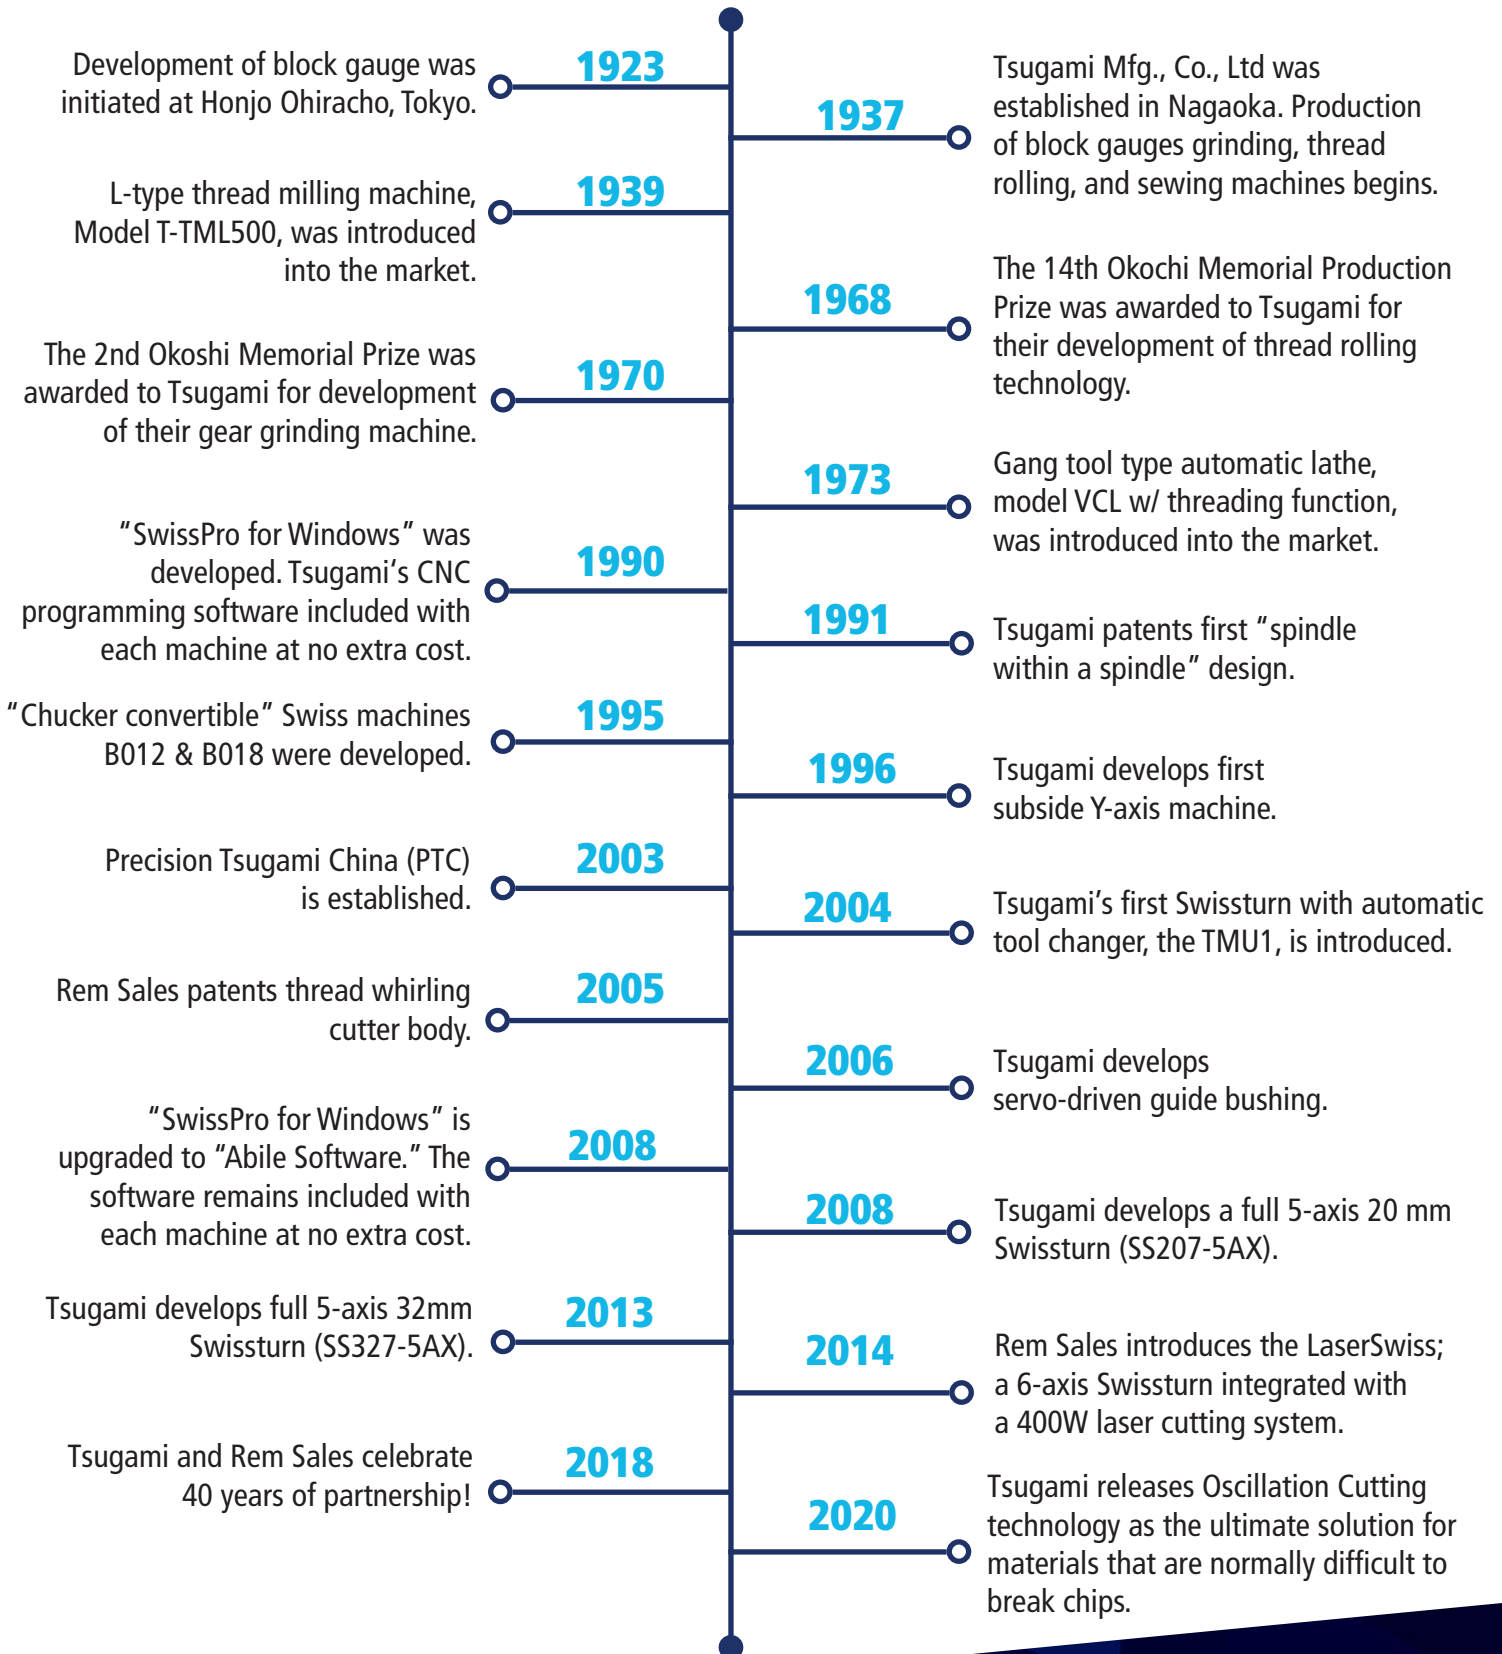 1923
Development of block gauge was
initiated at Honjo Ohiracho, Tokyo.
1937
Tsugami Mfg., Co., Ltd was
established in Nagaoka. Production
of block gauges grinding, thread
rolling, and sewing machines begins.
1939
L-type thread milling machine,
Model T-TML500, was introduced
into the market.
1968
The 14th Okochi Memorial Production
Prize was awarded to Tsugami for
their development of thread rolling
technology.
1970
The 2nd Okoshi Memorial Prize was
awarded to Tsugami for development
of their gear grinding machine.
1973
Gang tool type automatic lathe,
model VCL w/ threading function,
was introduced into the market.
1990
“SwissPro for Windows” was
developed. Tsugami‘s CNC
programming software included with
each machine at no extra cost.
1991
Tsugami patents first “spindle
within a spindle” design.
1995
“Chucker convertible” Swiss machines
B012 & B018 were developed.
1996
Tsugami develops first
subside Y-axis machine.
2003
Precision Tsugami China (PTC)
is established.
2004
Tsugami’s first Swissturn with automatic
tool changer, the TMU1, is introduced.
2005
Rem Sales patents thread whirling
cutter body.
2006
Tsugami develops
servo-driven guide bushing.
2008
“SwissPro for Windows” is
upgraded to “Abile Software.” The
software remains included with
each machine at no extra cost.
2008
Tsugami develops a full 5-axis 20 mm
Swissturn (SS207-5AX).
2013
Tsugami develops full 5-axis 32mm
Swissturn (SS327-5AX).
2014
Rem Sales introduces the LaserSwiss;
a 6-axis Swissturn integrated with
a 400W laser cutting system.
2018
Tsugami and Rem Sales celebrate
40 years of partnership!
2020
Tsugami releases Oscillation Cutting
technology as the ultimate solution for
materials that are normally difficult to
break chips.